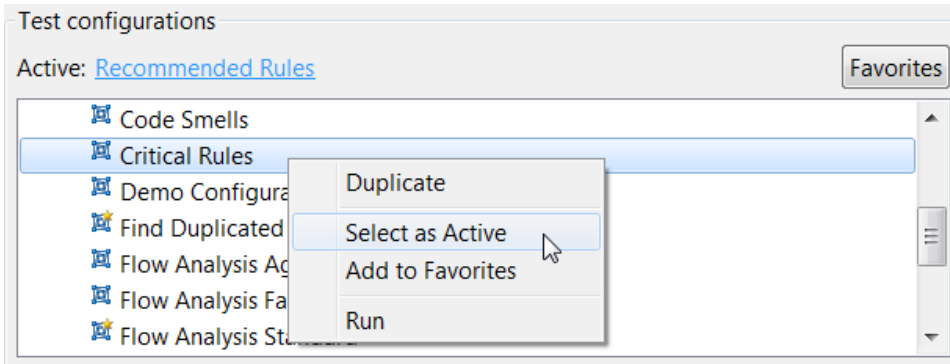 Test configurations
Active: Recommended Rules
Favorites
Code Smells
Critical Rules
Demo Configura
Find Duplicated
Flow Analysis Ag
Flow Analysis Fa
Flow Analysis
Duplicate
Select as Active
Add to Favorites
Run